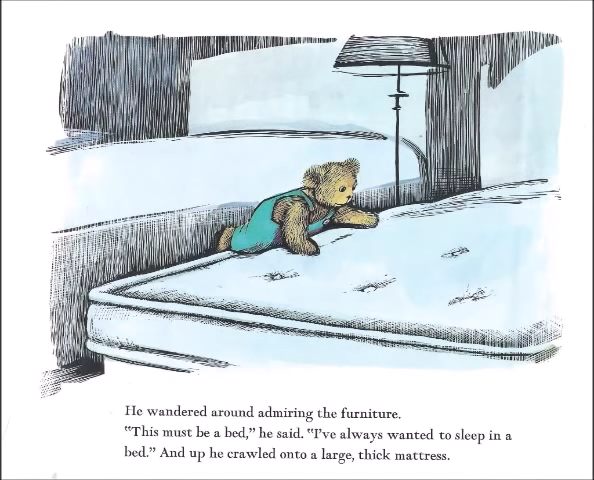 He wandered around admiring the furniture.
"This must be a bed," he said. "I've always wanted to sleep in a
bed." And up he crawled onto a large, thick mattress.